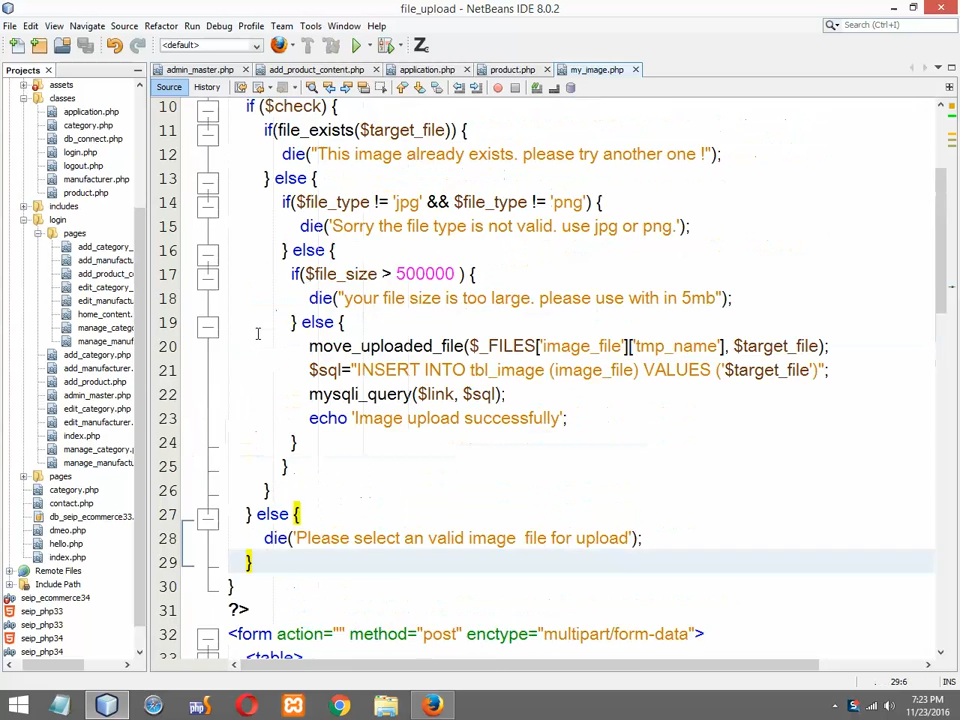 file_upload - NetBeans IDE 8.0.2
File Edit View Navigate Source Refactor Run Debug Profile Team Tools Window Help
Search (Ctrl+I)
<default>
Projects
admin_master.php add_product_content.php application.php product.php my_image.php
Source History
assets
classes
application.php
category.php
db_connect.php
login.php
logout.php
manufacturer.php
product.php
includes
login
pages
add_category_
add_manufact
add_product_c
edit_category_
edit_manufact
home_content.
manage_categ
manage_manu
add_category.php
add_manufacturer.
add_product.php
admin_master.php
edit_category.php
edit_manufacturer.
index.php
manage_category.
manage_manufactu
pages
category.php
contact.php
db_seip_ecommerce33.
dmeo.php
hello.php
index.php
Remote Files
Include Path
seip_ecommerce34
seip_php33
seip_php33
seip_php34
seip_php34
10 if ($check) {
11 if(file_exists($target_file)) {
12 die("This image already exists. please try another one !");
13 } else {
14 if($file_type != 'jpg' && $file_type != 'png') {
15 die('Sorry the file type is not valid. use jpg or png.');
16 } else {
17 if($file_size > 500000 ) {
18 die("your file size is too large. please use with in 5mb");
19 } else {
20 move_uploaded_file($_FILES['image_file']['tmp_name'], $target_file);
21 $sql="INSERT INTO tbl_image (image_file) VALUES ('$target_file')";
22 mysqli_query($link, $sql);
23 echo 'Image upload successfully';
24 }
25 }
26 }
27 } else {
28 die('Please select an valid image  file for upload');
29 }
30 }
31 ?>
32 <form action="" method="post" enctype="multipart/form-data">
33 <table>
29:6 INS
7:23 PM
11/23/2016